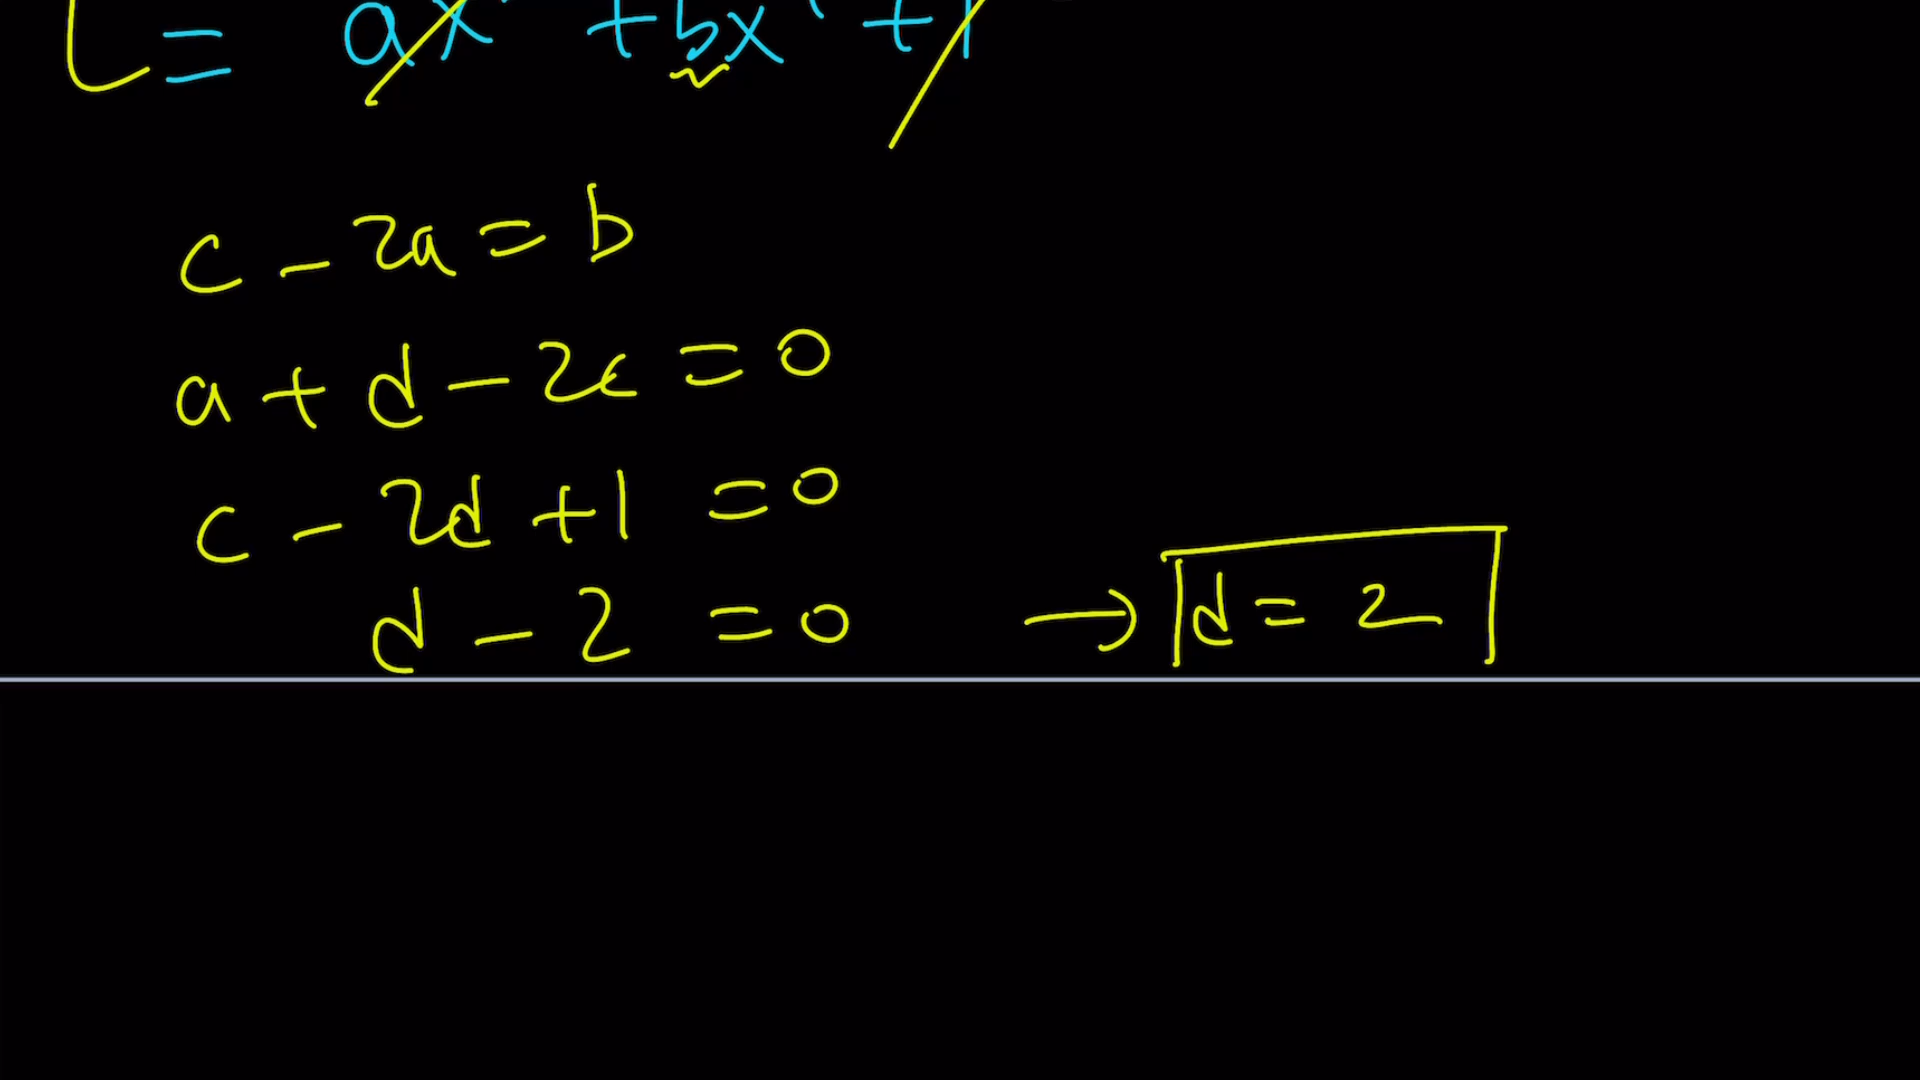 = ax + bx + 1
c - 2a = b
a + d - 2c = 0
c - 2d + 1 = 0
d - 2 = 0 → d = 2